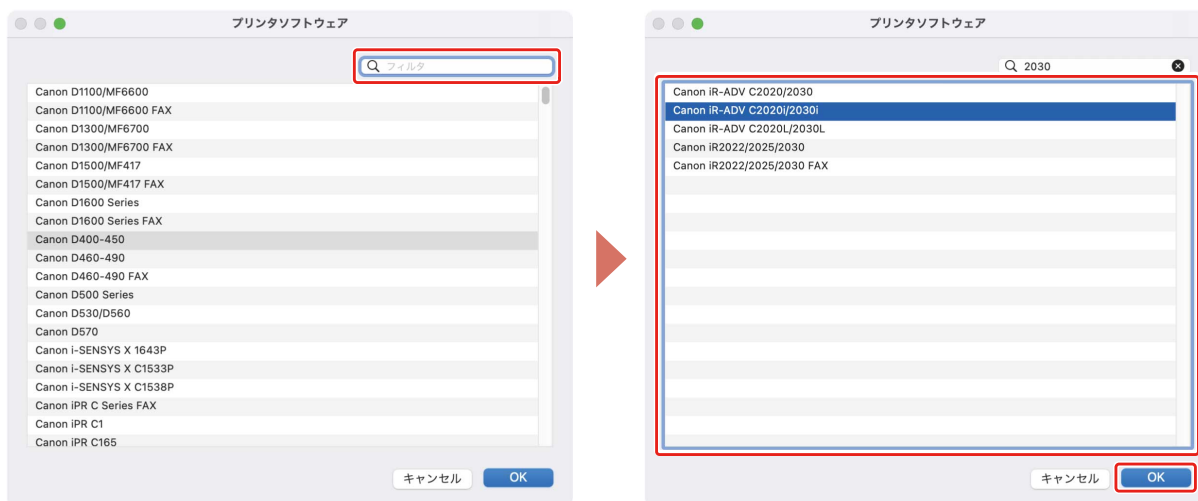 プリンタソフトウェア
フィルタ
Canon D1100/MF6600
Canon D1100/MF6600 FAX
Canon D1300/MF6700
Canon D1300/MF6700 FAX
Canon D1500/MF417
Canon D1500/MF417 FAX
Canon D1600 Series
Canon D1600 Series FAX
Canon D400-450
Canon D460-490
Canon D460-490 FAX
Canon D500 Series
Canon D530/D560
Canon D570
Canon i-SENSYS X 1643P
Canon i-SENSYS X C1533P
Canon i-SENSYS X C1538P
Canon iPR C Series FAX
Canon iPR C1
Canon iPR C165
キャンセル
OK
プリンタソフトウェア
2030
Canon iR-ADV C2020/2030
Canon iR-ADV C2020i/2030i
Canon iR-ADV C2020L/2030L
Canon iR2022/2025/2030
Canon iR2022/2025/2030 FAX
キャンセル
OK